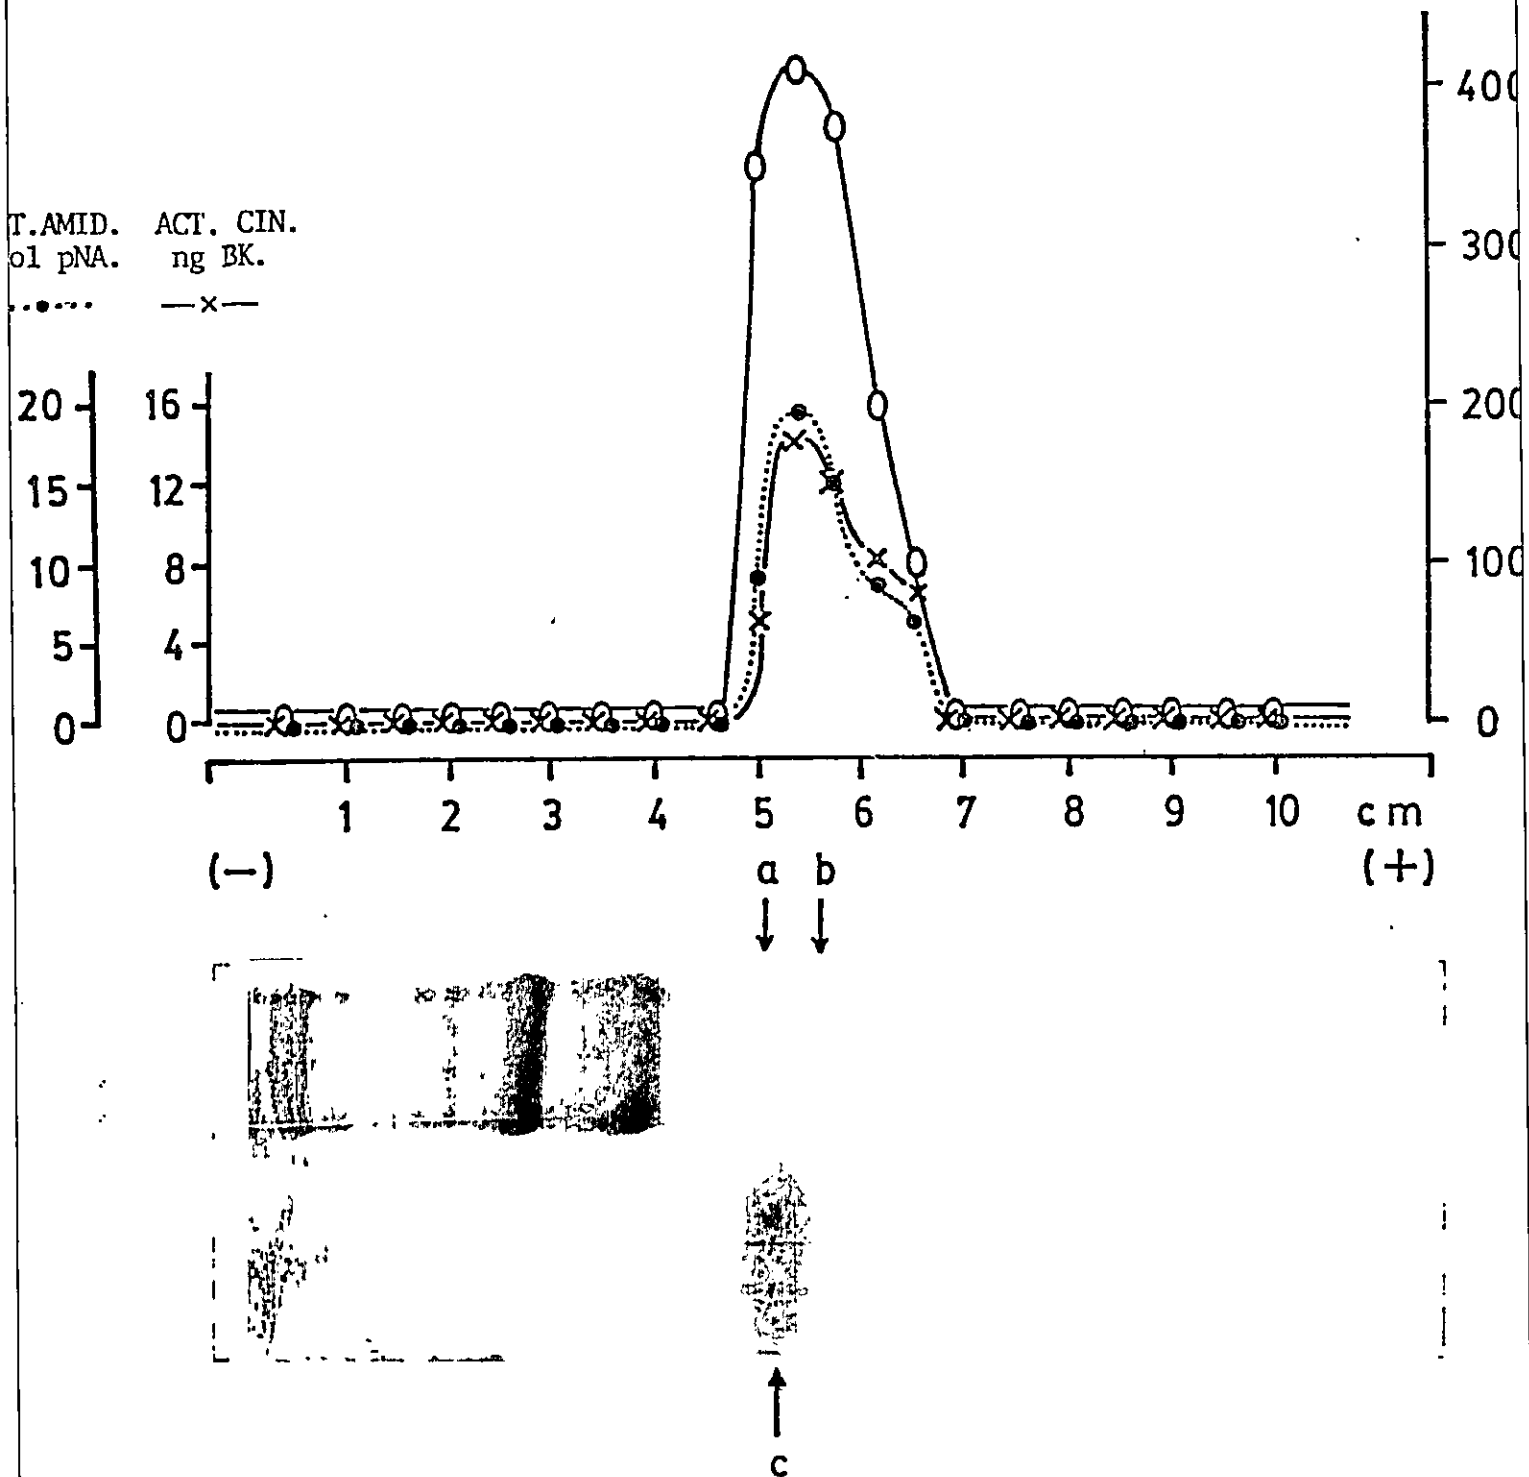 400
300
T.AMID. ACT. CIN.
ol pNA. ng BK.
—x—
20 16 200
15 12
10 8 100
5 4
0 0 0
1 2 3 4 5 6 7 8 9 10 cm
(—) a b (+)
c